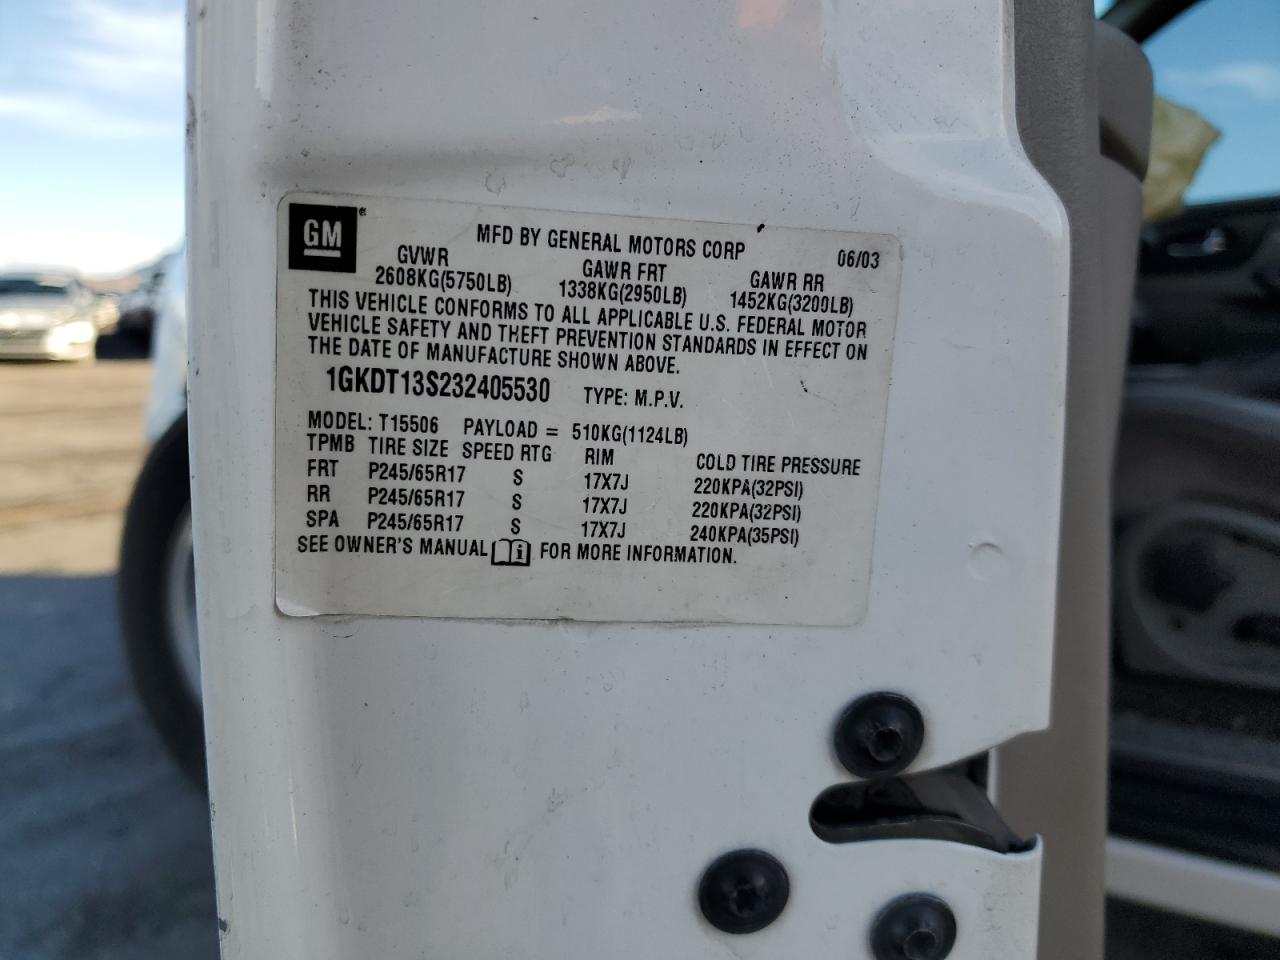 GM
MFD BY GENERAL MOTORS CORP 06/03
GVWR GAWR FRT GAWR RR
2608KG(5750LB) 1338KG(2950LB) 1452KG(3200LB)
THIS VEHICLE CONFORMS TO ALL APPLICABLE U.S. FEDERAL MOTOR
VEHICLE SAFETY AND THEFT PREVENTION STANDARDS IN EFFECT ON
THE DATE OF MANUFACTURE SHOWN ABOVE.
1GKDT13S232405530 TYPE: M.P.V.
MODEL: T15506 PAYLOAD = 510KG(1124LB)
TPMB TIRE SIZE SPEED RTG RIM COLD TIRE PRESSURE
FRT P245/65R17 S 17X7J 220KPA(32PSI)
RR P245/65R17 S 17X7J 220KPA(32PSI)
SPA P245/65R17 S 17X7J 240KPA(35PSI)
SEE OWNER'S MANUAL i FOR MORE INFORMATION.